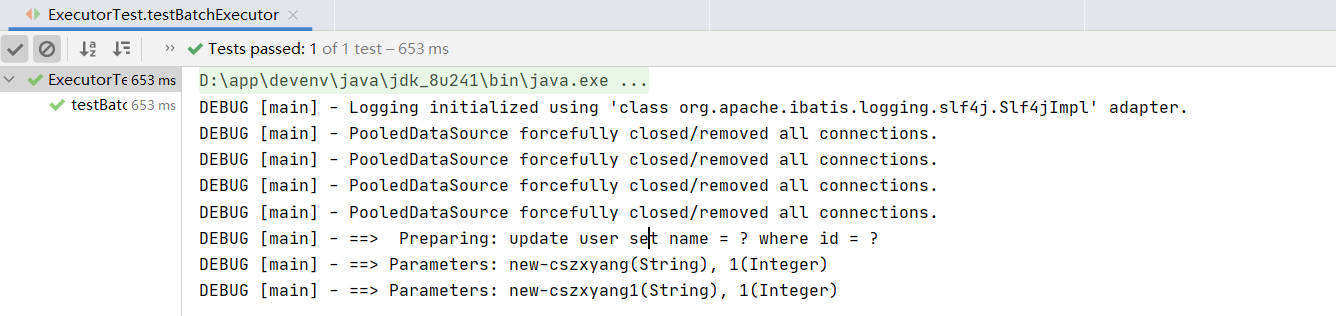 ExecutorTest.testBatchExecutor
Tests passed: 1 of 1 test – 653 ms
ExecutorTe 653 ms
testBatc 653 ms
D:\app\devenv\java\jdk_8u241\bin\java.exe ...
DEBUG [main] - Logging initialized using 'class org.apache.ibatis.logging.slf4j.Slf4jImpl' adapter.
DEBUG [main] - PooledDataSource forcefully closed/removed all connections.
DEBUG [main] - PooledDataSource forcefully closed/removed all connections.
DEBUG [main] - PooledDataSource forcefully closed/removed all connections.
DEBUG [main] - PooledDataSource forcefully closed/removed all connections.
DEBUG [main] - ==>  Preparing: update user set name = ? where id = ?
DEBUG [main] - ==> Parameters: new-cszxyang(String), 1(Integer)
DEBUG [main] - ==> Parameters: new-cszxyang1(String), 1(Integer)